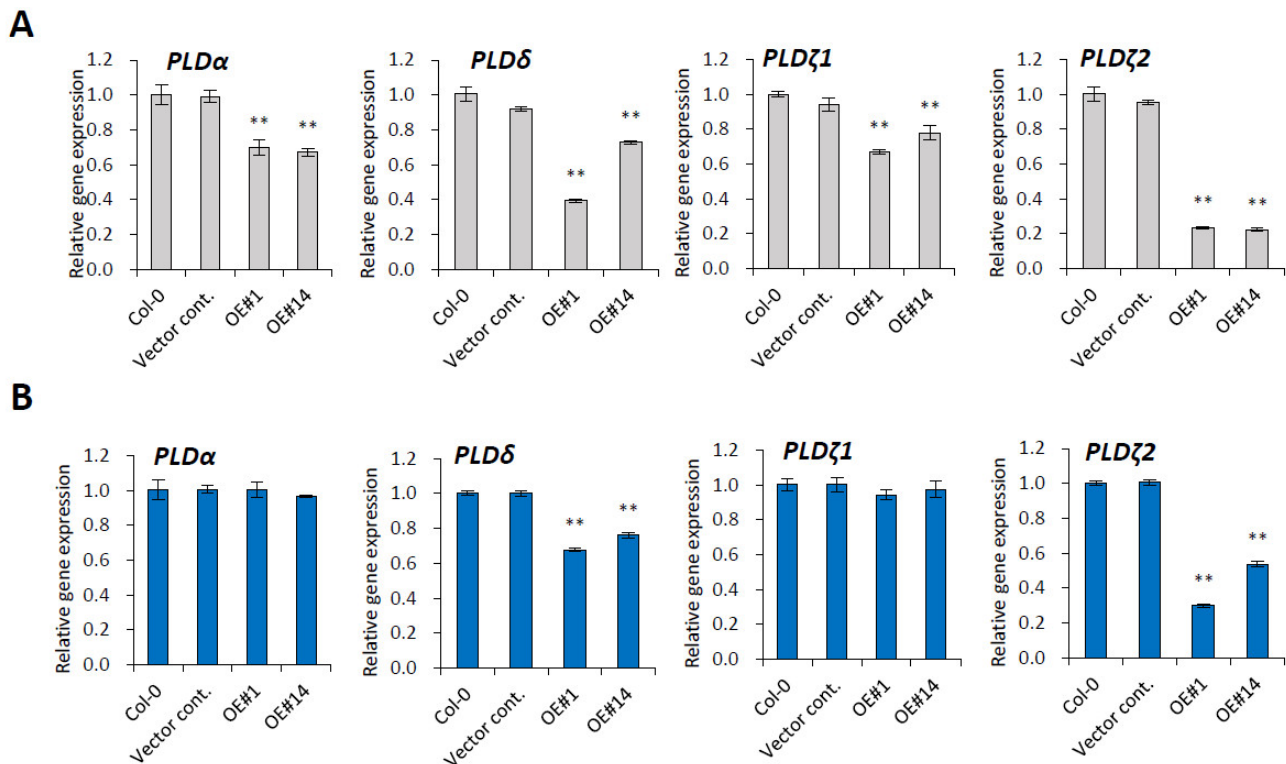 A
PLDα
Relative gene expression
1.2
1.0
0.8
0.6
0.4
0.2
0.0
**
**
Col-0
Vector cont.
OE#1
OE#14
PLDδ
Relative gene expression
1.2
1.0
0.8
0.6
0.4
0.2
0.0
**
**
Col-0
Vector cont.
OE#1
OE#14
PLDζ1
Relative gene expression
1.2
1.0
0.8
0.6
0.4
0.2
0.0
**
**
Col-0
Vector cont.
OE#1
OE#14
PLDζ2
Relative gene expression
1.2
1.0
0.8
0.6
0.4
0.2
0.0
**
**
Col-0
Vector cont.
OE#1
OE#14
B
PLDα
Relative gene expression
1.2
1.0
0.8
0.6
0.4
0.2
0.0
Col-0
Vector cont.
OE#1
OE#14
PLDδ
Relative gene expression
1.2
1.0
0.8
0.6
0.4
0.2
0.0
**
**
Col-0
Vector cont.
OE#1
OE#14
PLDζ1
Relative gene expression
1.2
1.0
0.8
0.6
0.4
0.2
0.0
Col-0
Vector cont.
OE#1
OE#14
PLDζ2
Relative gene expression
1.2
1.0
0.8
0.6
0.4
0.2
0.0
**
**
Col-0
Vector cont.
OE#1
OE#14